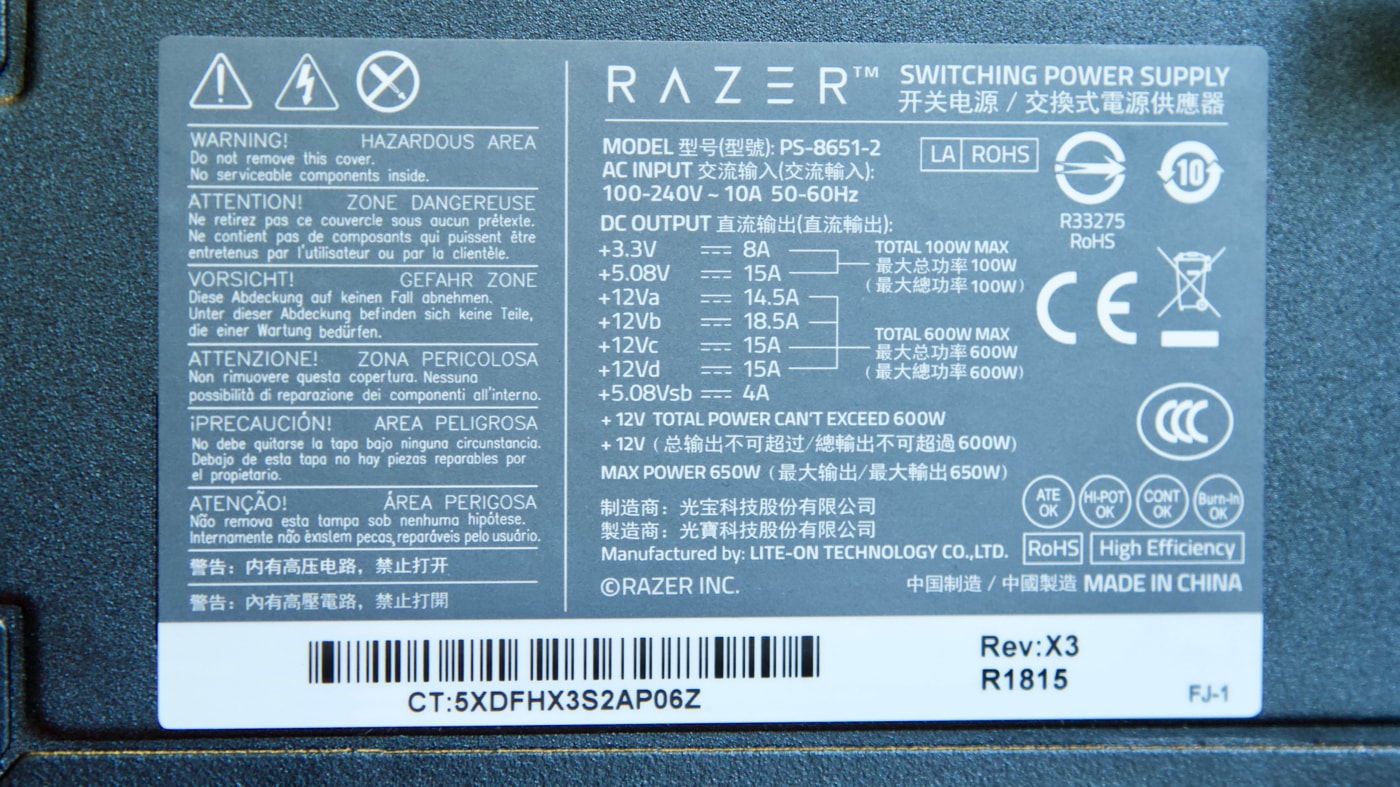 WARNING! HAZARDOUS AREA
Do not remove this cover.
No serviceable components inside.
ATTENTION! ZONE DANGEREUSE
Ne retirez pas ce couvercle sous aucun prétexte.
Ne contient pas de composants qui puissent être
entretenus par l'utilisateur ou par la clientèle.
VORSICHT! GEFAHR ZONE
Diese Abdeckung auf keinen Fall abnehmen.
Unter dieser Abdeckung befinden sich keine Teile,
die einer Wartung bedürfen.
ATTENZIONE! ZONA PERICOLOSA
Non rimuovere questa copertura. Nessuna
possibilità di reparazione dei componenti all'interno.
¡PRECAUCIÓN! AREA PELIGROSA
No debe quitarse la tapa bajo ninguna circunstancia.
Debajo de esta tapa no hay piezas reparables por
el propietario.
ATENÇÃO! ÁREA PERIGOSA
Não remova esta tampa sob nenhuma hipótese.
Internamente não èxastem pecas, reparáveis pelo usuário.
警告：内有高压电路，禁止打开
警告：內有高壓電路，禁止打開
RAZER™ SWITCHING POWER SUPPLY
开关电源 / 交換式電源供應器
MODEL 型号(型號): PS-8651-2
AC INPUT 交流输入(交流輸入):
100-240V ~ 10A 50-60Hz
LA ROHS
10
R33275
RoHS
DC OUTPUT 直流输出(直流輸出):
+3.3V 8A
+5.08V 15A
+12Va 14.5A
+12Vb 18.5A
+12Vc 15A
+12Vd 15A
+5.08Vsb 4A
TOTAL 100W MAX
最大总功率100W
（最大總功率100W）
TOTAL 600W MAX
最大总功率600W
（最大總功率600W）
CE
CCC
+ 12V TOTAL POWER CAN'T EXCEED 600W
+ 12V（总输出不可超过/總輸出不可超過600W）
MAX POWER 650W（最大输出/最大輸出650W）
ATE OK
HI-POT OK
CONT OK
Burn-In OK
制造商：光宝科技股份有限公司
製造商：光寶科技股份有限公司
Manufactured by: LITE-ON TECHNOLOGY CO.,LTD.
RoHS High Efficiency
©RAZER INC.
中国制造 / 中國製造 MADE IN CHINA
CT:5XDFHX3S2AP06Z
Rev:X3
R1815
FJ-1